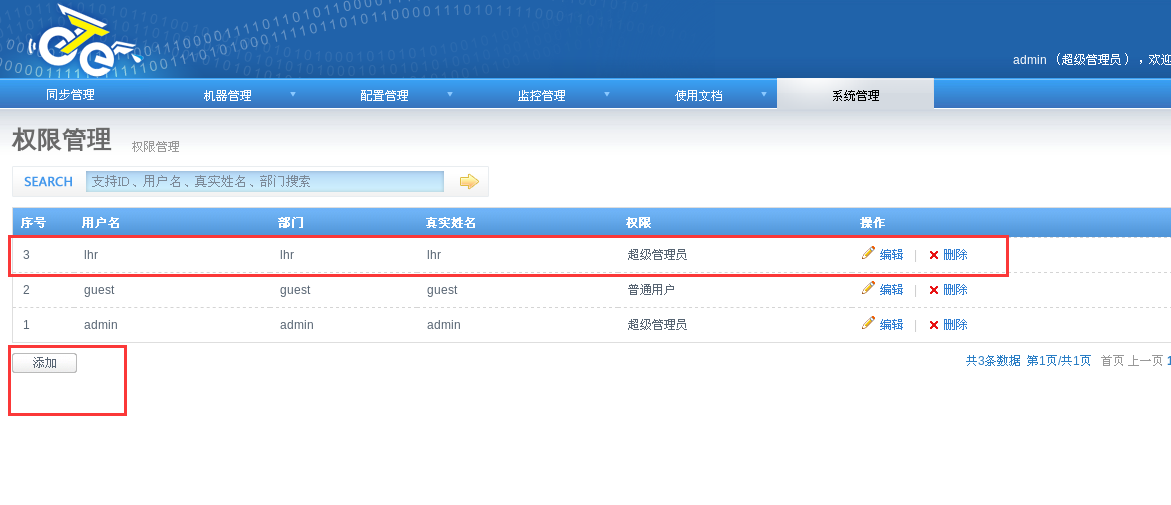 admin （超级管理员），欢迎
同步管理 机器管理 配置管理 监控管理 使用文档 系统管理
权限管理 权限管理
SEARCH 支持ID、用户名、真实姓名、部门搜索
序号 用户名 部门 真实姓名 权限 操作
3 lhr lhr lhr 超级管理员 编辑 | 删除
2 guest guest guest 普通用户 编辑 | 删除
1 admin admin admin 超级管理员 编辑 | 删除
添加 共3条数据 第1页/共1页 首页 上一页 1